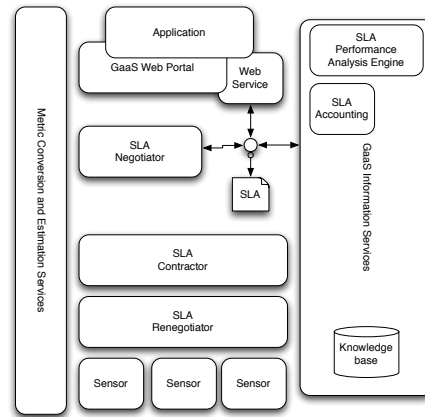 Application
GaaS Web Portal
Web
Service
SLA
Performance
Analysis Engine
SLA
Accounting
Metric Conversion and Estimation Services
GaaS Information Services
SLA
Negotiator
SLA
SLA
Contractor
SLA
Renegotiator
Knowledge
base
Sensor
Sensor
Sensor